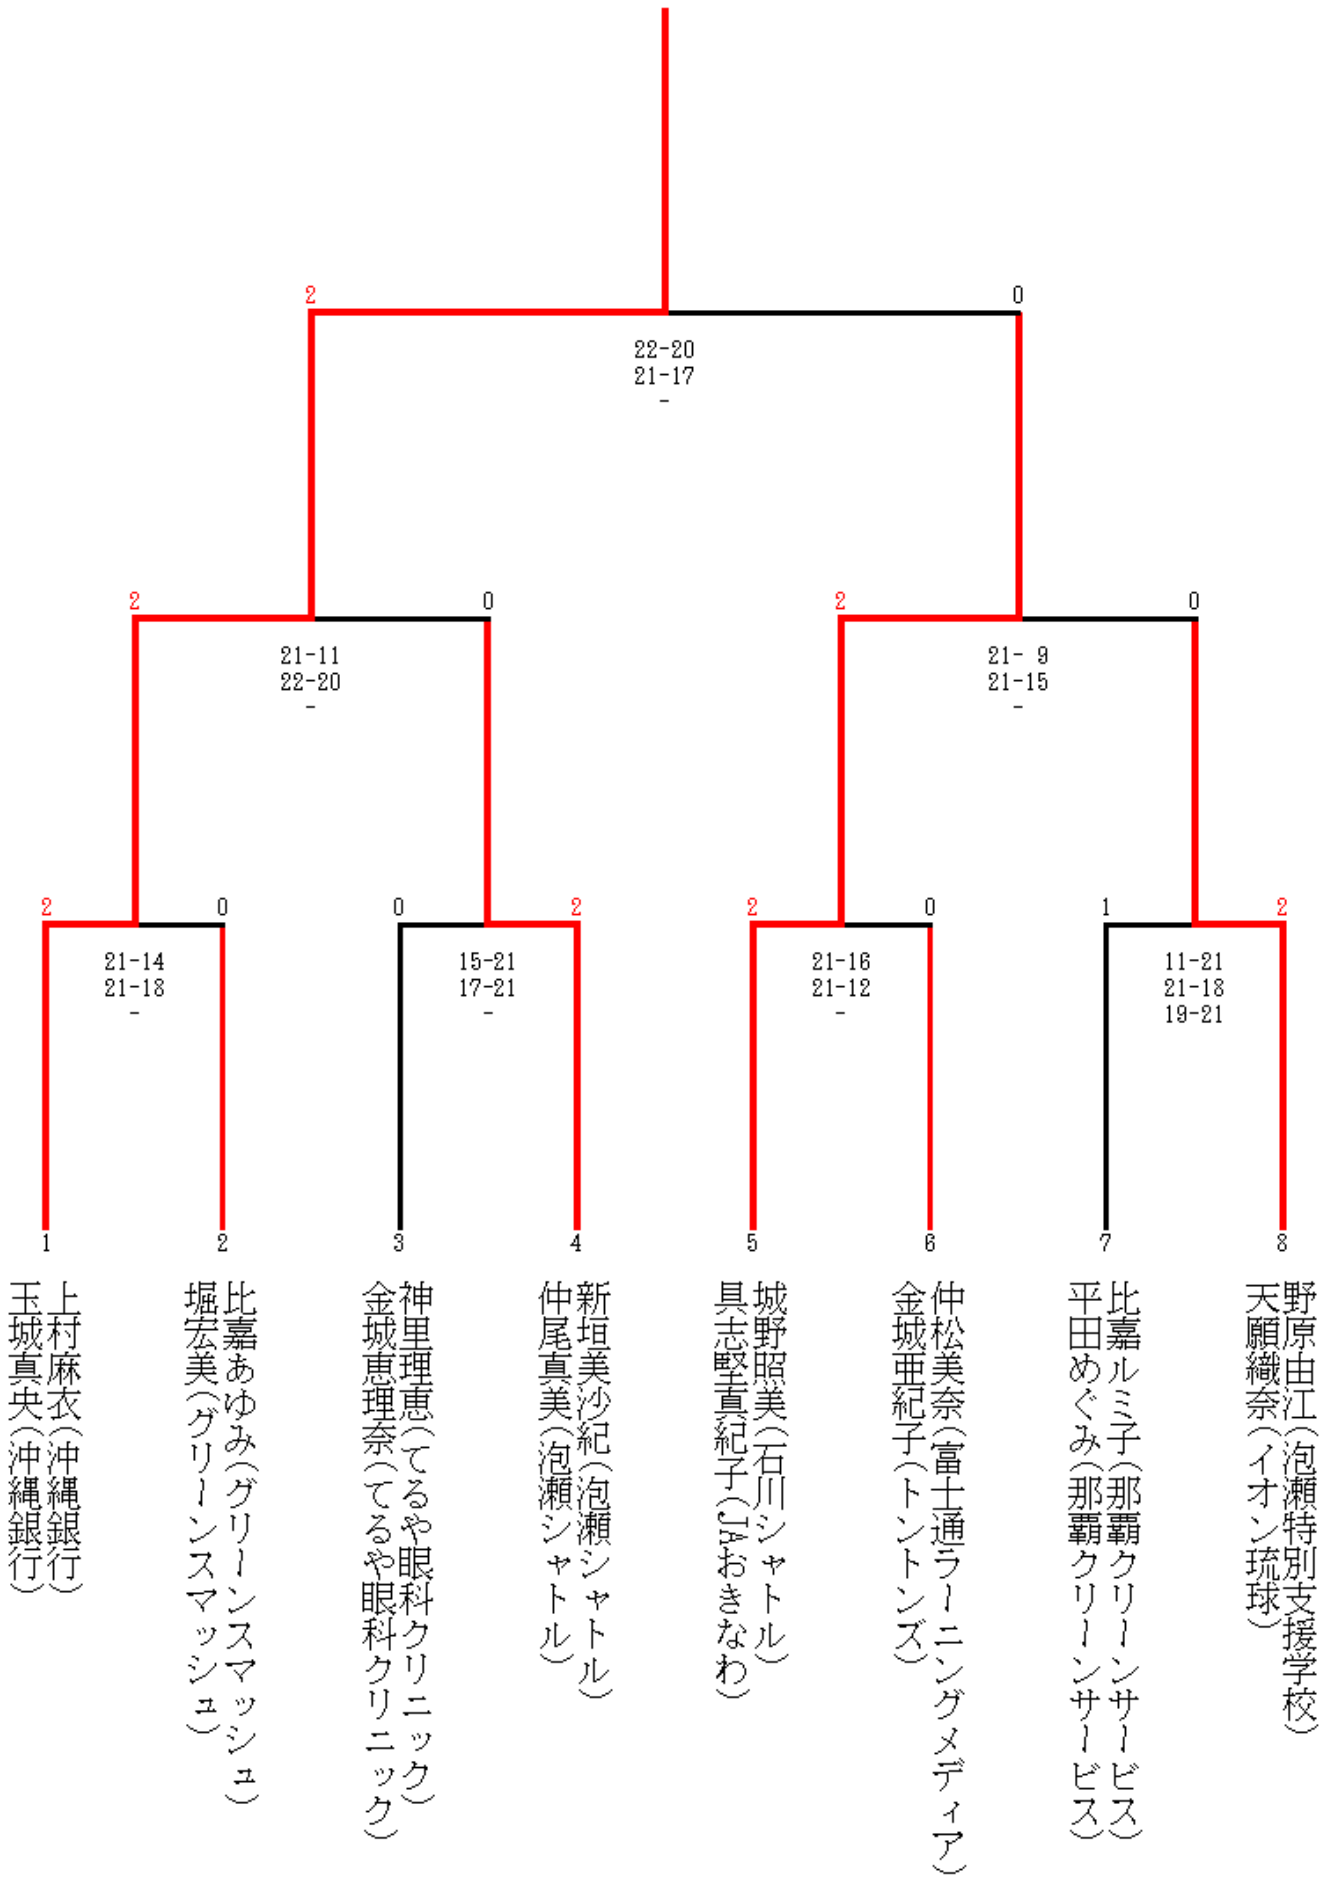 2
0
22-20
21-17
-
2
0
2
0
21-11
22-20
-
21- 9
21-15
-
2
0
0
2
2
0
1
2
21-14
21-18
-
15-21
17-21
-
21-16
21-12
-
11-21
21-18
19-21
1
2
3
4
5
6
7
8
上村麻衣(沖縄銀行)
玉城真央(沖縄銀行)
比嘉あゆみ(グリーンスマッシュ)
堀宏美(グリーンスマッシュ)
神里理恵(てるや眼科クリニック)
金城恵理奈(てるや眼科クリニック)
新垣美沙紀(泡瀬シャトル)
仲尾真美(泡瀬シャトル)
城野照美(石川シャトル)
具志堅真紀子(JAおきなわ)
仲松美奈(富士通ラーニングメディア)
金城亜紀子(トントンズ)
比嘉ルミ子(那覇クリーンサービス)
平田めぐみ(那覇クリーンサービス)
野原由江(泡瀬特別支援学校)
天願織奈(イオン琉球)